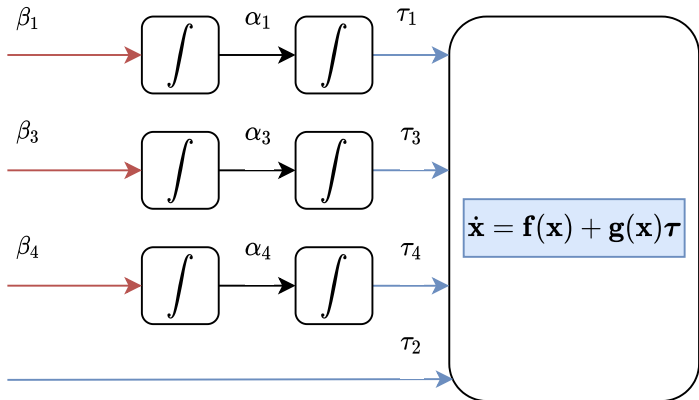 β₁ ∫ α₁ ∫ τ₁
β₃ ∫ α₃ ∫ τ₃
ẋ = f(x) + g(x)τ
β₄ ∫ α₄ ∫ τ₄
τ₂